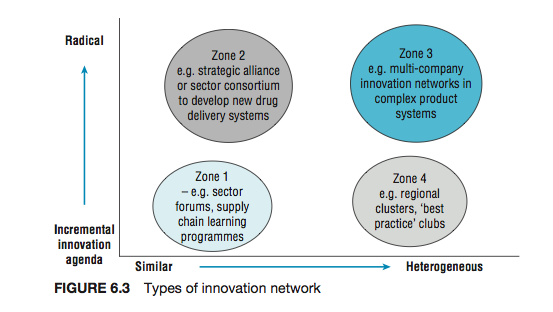 Radical
Zone 2
e.g. strategic alliance
or sector consortium
to develop new drug
delivery systems
Zone 3
e.g. multi-company
innovation networks in
complex product
systems
Zone 1
– e.g. sector
forums, supply
chain learning
programmes
Zone 4
e.g. regional
clusters, ‘best
practice’ clubs
Incremental
innovation
agenda
Similar
Heterogeneous
FIGURE 6.3 Types of innovation network